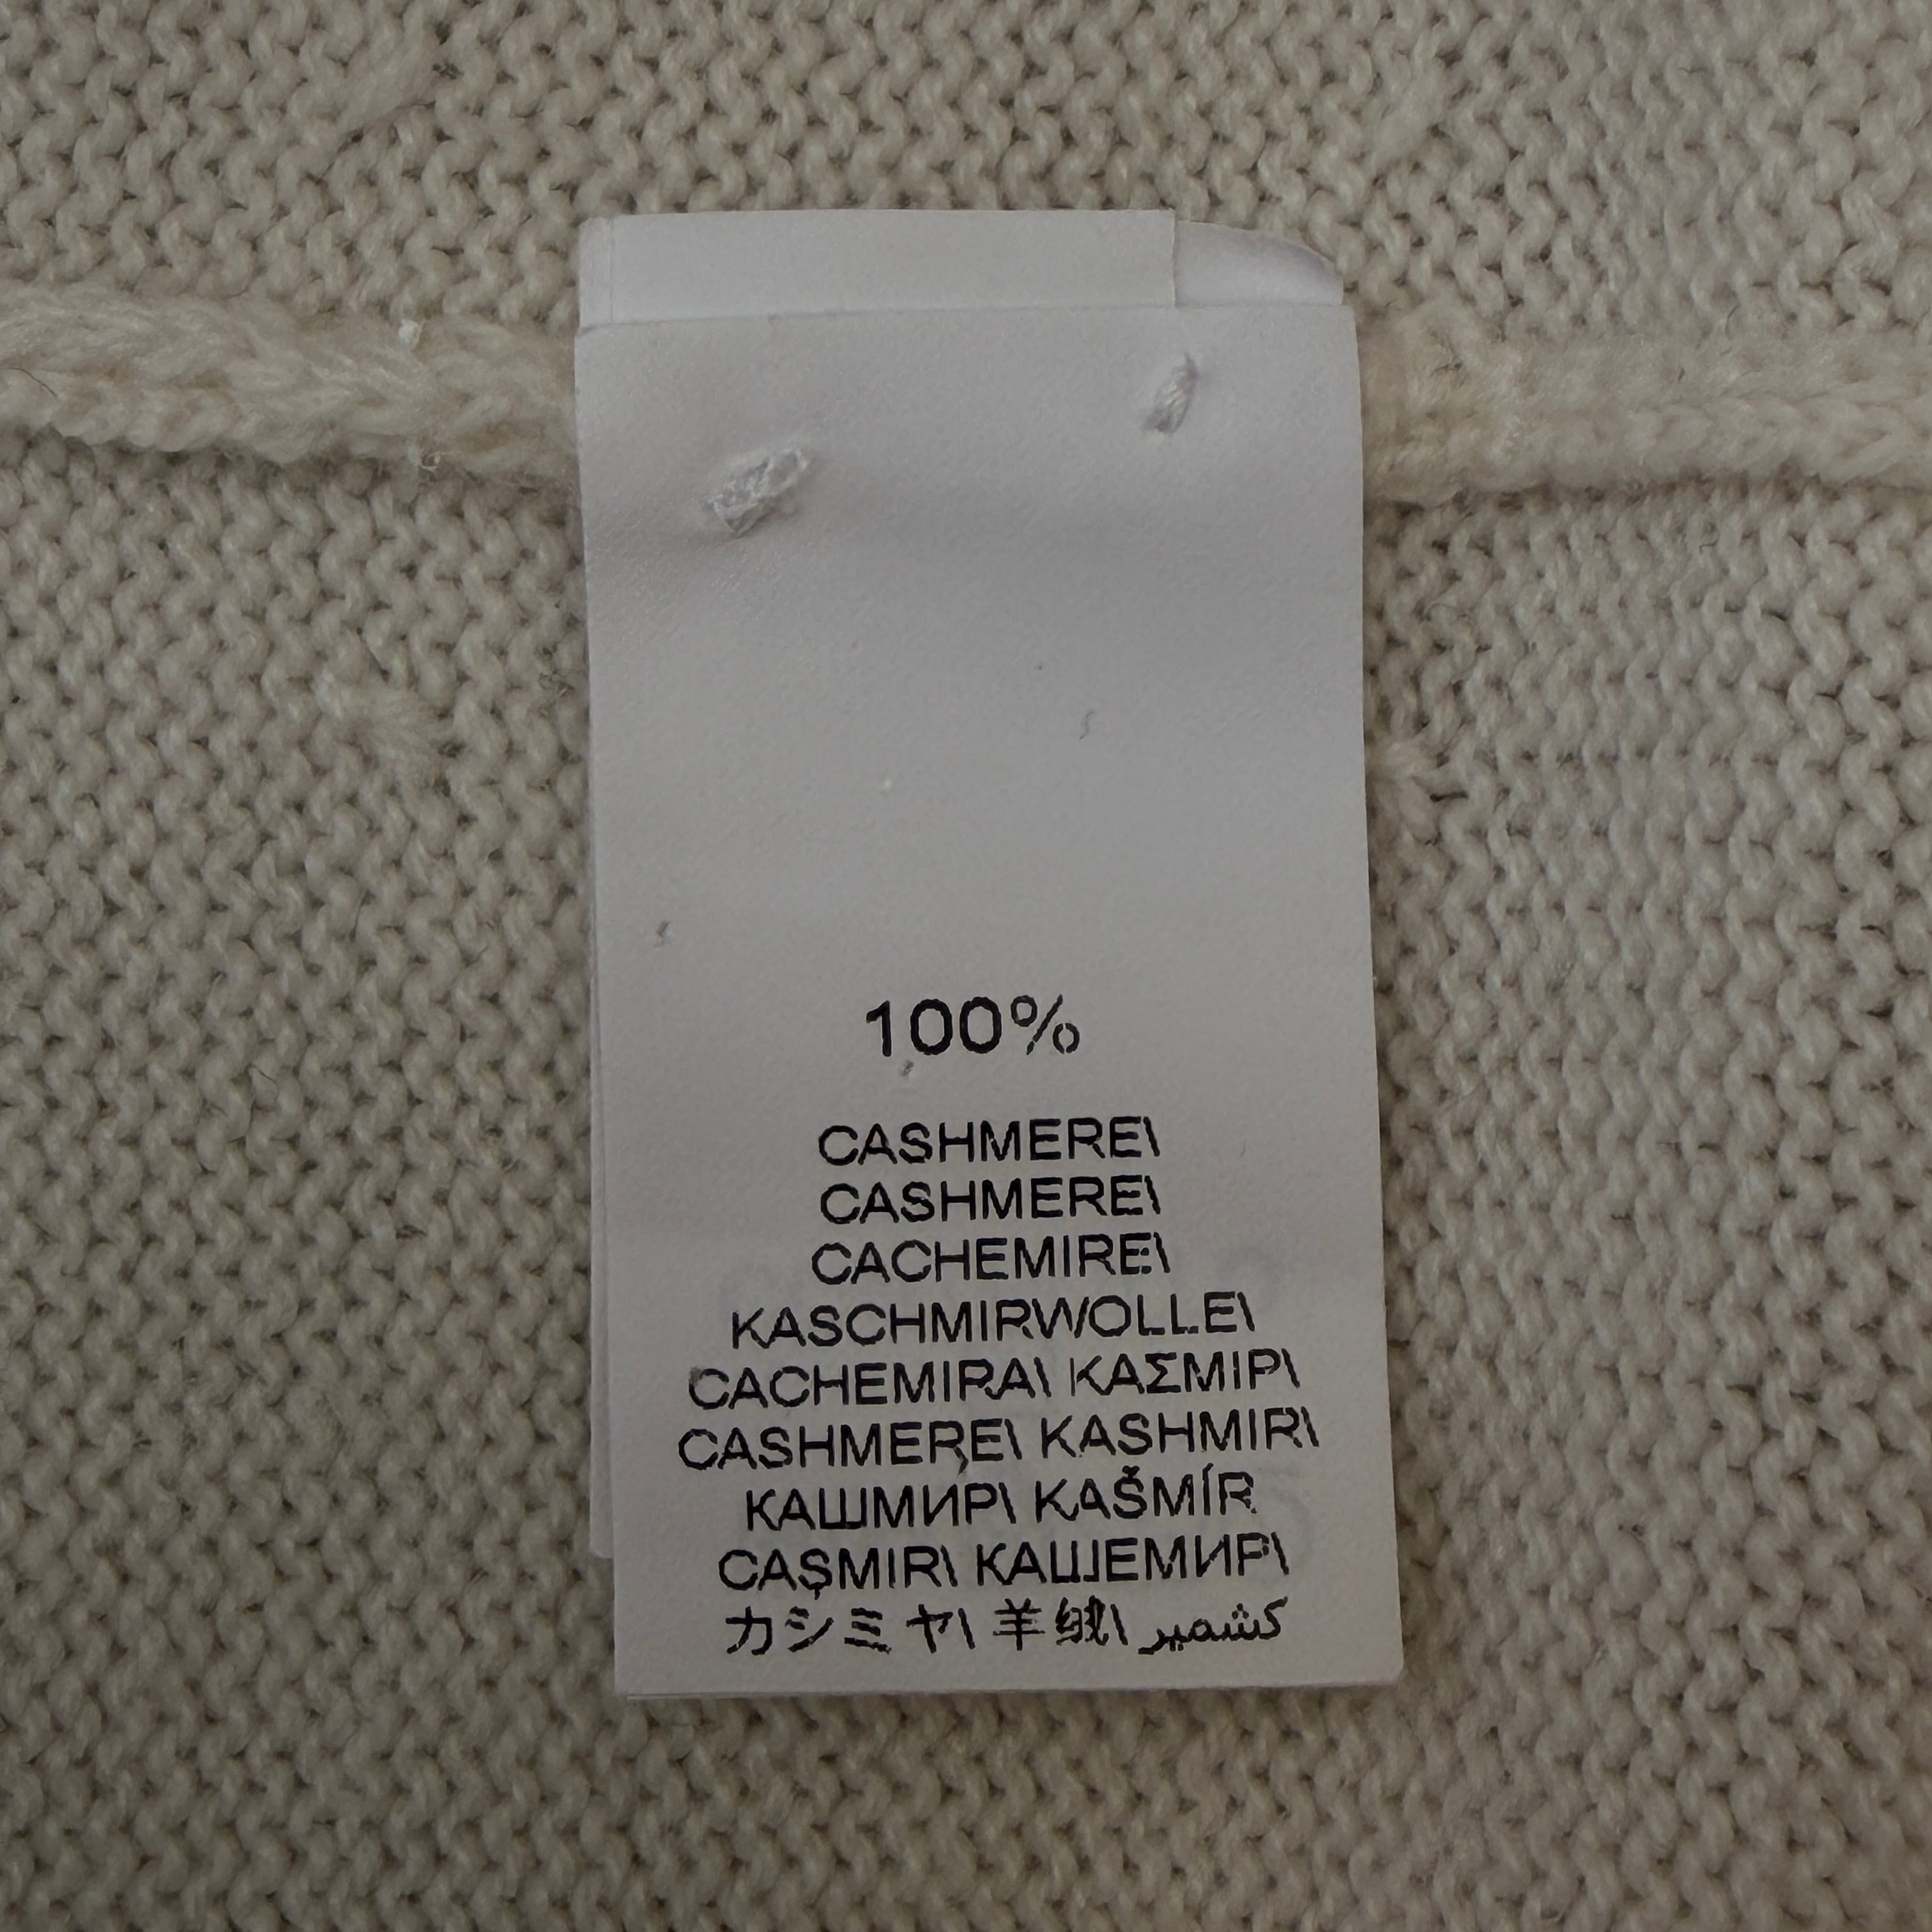 100%
CASHMERE\
CASHMERE\
CACHEMIRE\
KASCHMIRWOLLE\
CACHEMIRA\ ΚΑΣΜΙΡ\
CASHMERE\ KASHMIR\
КАШМИР\ KAŠMÍR
CAŞMIR\ КАШЕМИР\
カシミヤ\ 羊绒\ كشمير